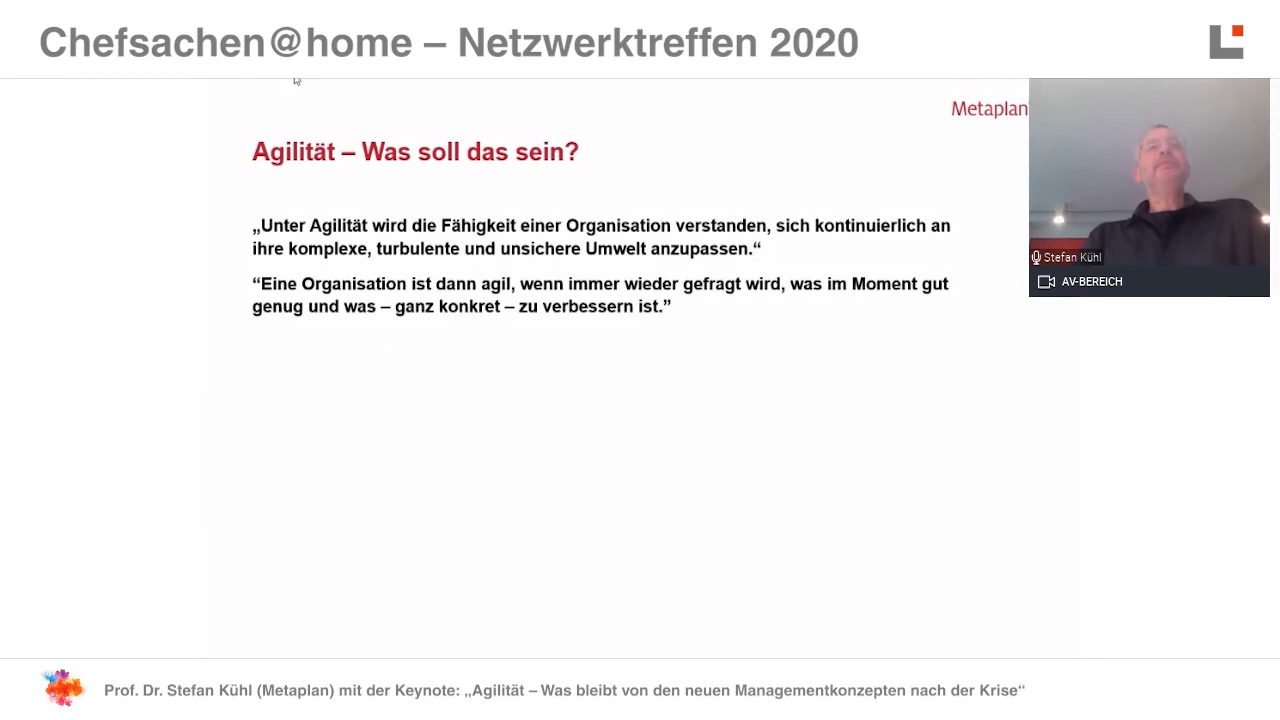 Chefsachen@home – Netzwerktreffen 2020
Metaplan
Agilität – Was soll das sein?
„Unter Agilität wird die Fähigkeit einer Organisation verstanden, sich kontinuierlich an
ihre komplexe, turbulente und unsichere Umwelt anzupassen.“
“Eine Organisation ist dann agil, wenn immer wieder gefragt wird, was im Moment gut
genug und was – ganz konkret – zu verbessern ist.”
Stefan Kühl
AV-BEREICH
Prof. Dr. Stefan Kühl (Metaplan) mit der Keynote: „Agilität – Was bleibt von den neuen Managementkonzepten nach der Krise“